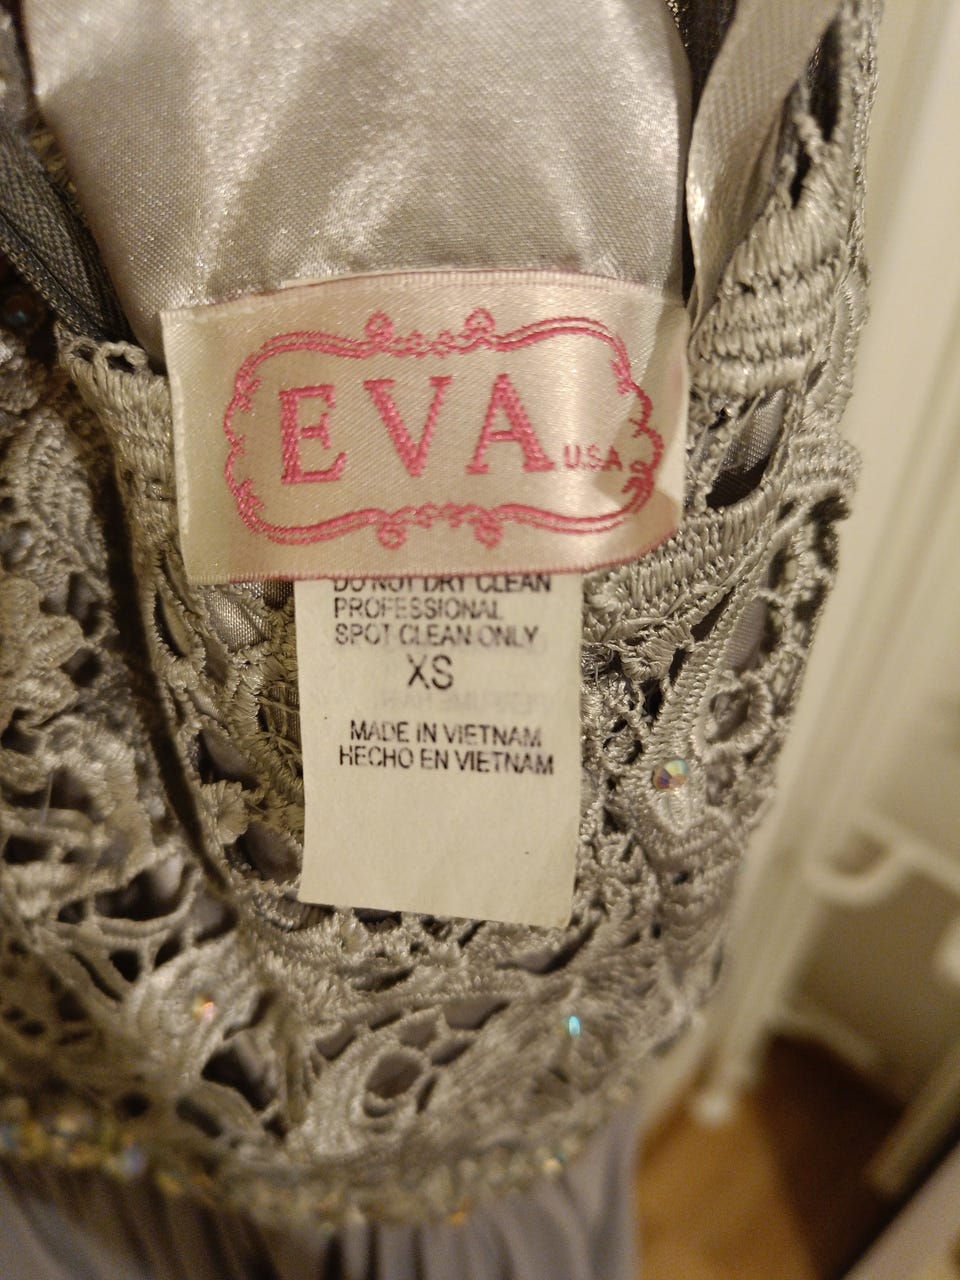 EVA U.S.A
DO NOT DRY CLEAN
PROFESSIONAL
SPOT CLEAN ONLY
XS
MADE IN VIETNAM
HECHO EN VIETNAM